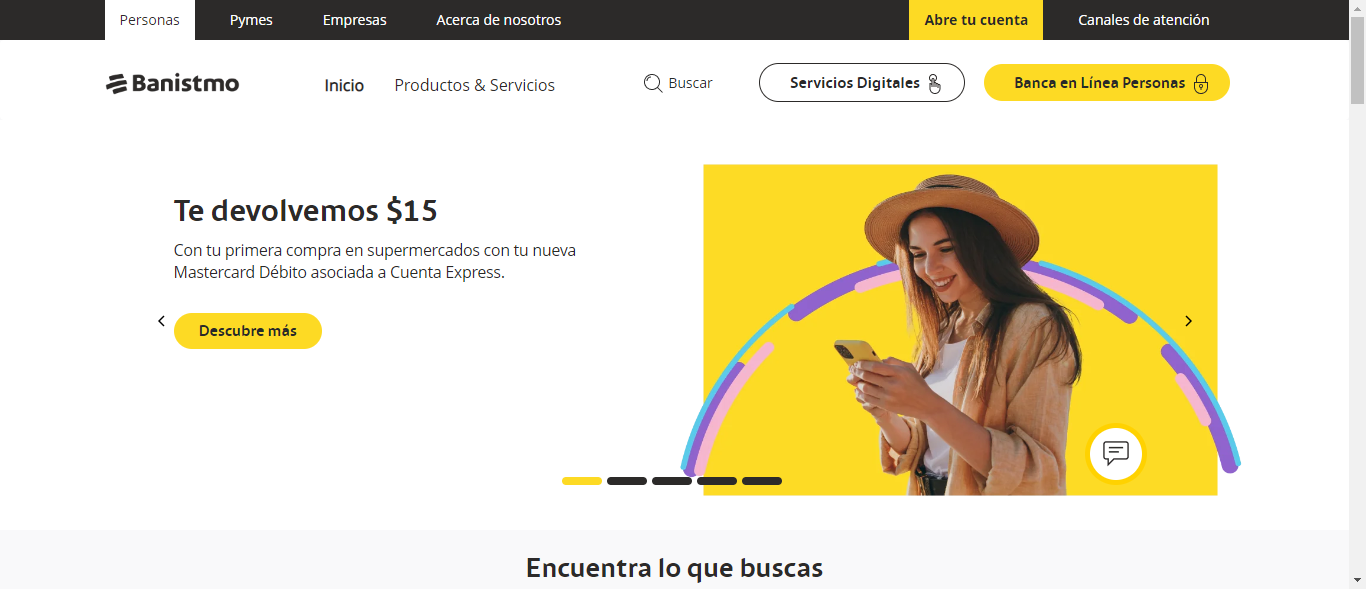 Personas Pymes Empresas Acerca de nosotros Abre tu cuenta Canales de atención
Banistmo Inicio Productos & Servicios Buscar Servicios Digitales Banca en Línea Personas
Te devolvemos $15
Con tu primera compra en supermercados con tu nueva
Mastercard Débito asociada a Cuenta Express.
Descubre más
Encuentra lo que buscas